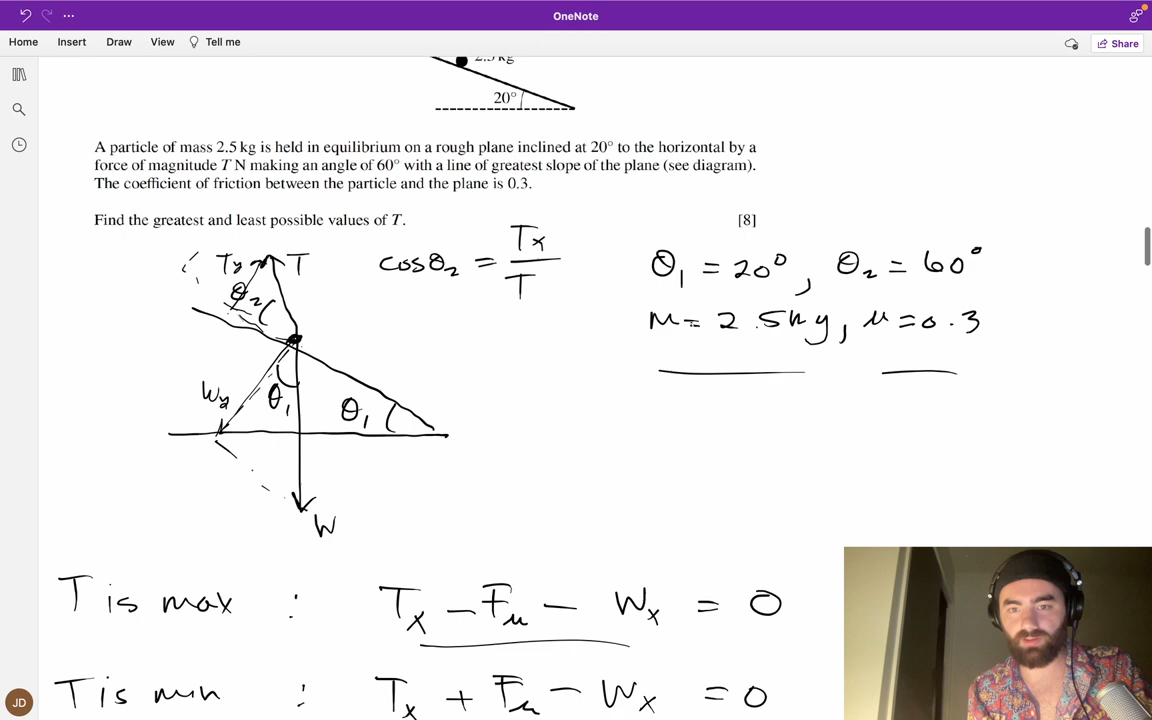 OneNote
Home Insert Draw View Tell me Share
2.5 kg
20°
A particle of mass 2.5 kg is held in equilibrium on a rough plane inclined at 20° to the horizontal by a
force of magnitude T N making an angle of 60° with a line of greatest slope of the plane (see diagram).
The coefficient of friction between the particle and the plane is 0.3.
Find the greatest and least possible values of T. [8]
T
cosθ₂ = Tx / T
θ₁ = 20°, θ₂ = 60°
θ₂
M = 2.5kg, μ = 0.3
θ₁
θ₁
W
T is max : Tx − Fμ − Wx = 0
T is min : Tx + Fμ − Wx = 0
JD